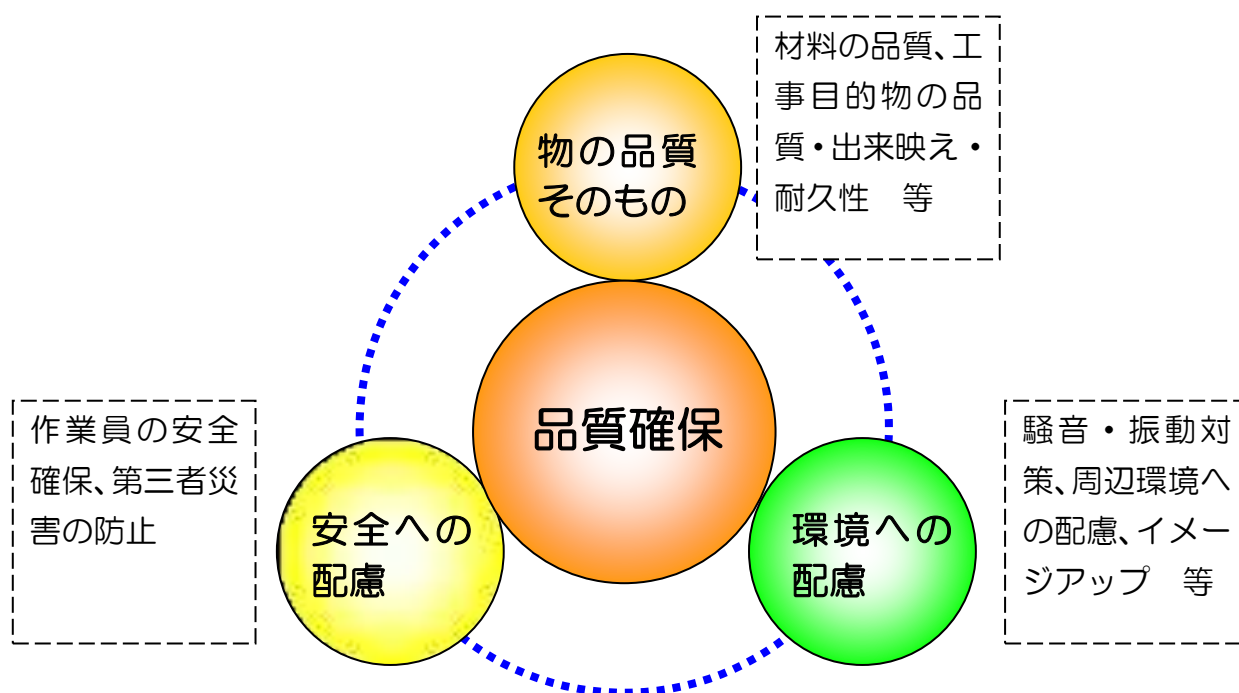 材料の品質、工
事目的物の品
質・出来映え・
耐久性　等
物の品質
そのもの
品質確保
作業員の安全
確保、第三者災
害の防止
安全への
配慮
環境への
配慮
騒音・振動対
策、周辺環境へ
の配慮、イメー
ジアップ　等